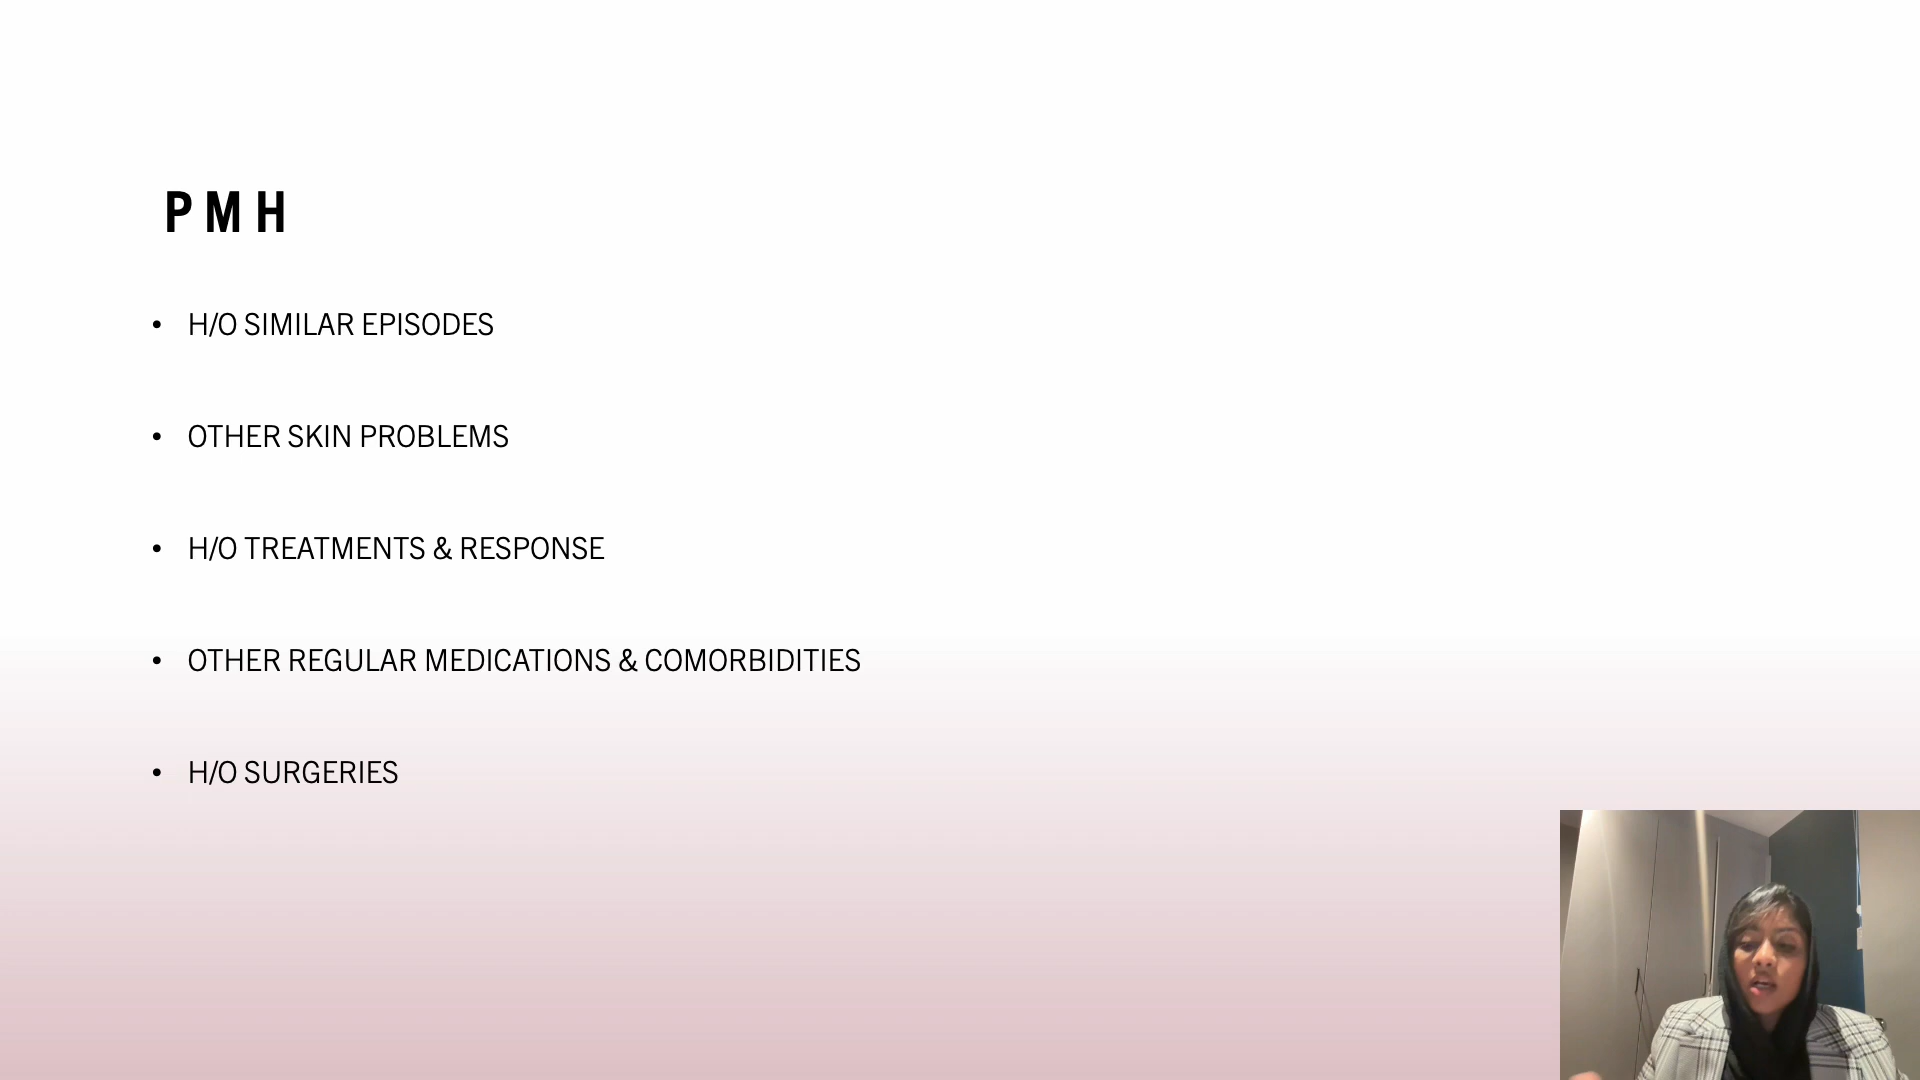 PMH
• H/O SIMILAR EPISODES
• OTHER SKIN PROBLEMS
• H/O TREATMENTS & RESPONSE
• OTHER REGULAR MEDICATIONS & COMORBIDITIES
• H/O SURGERIES